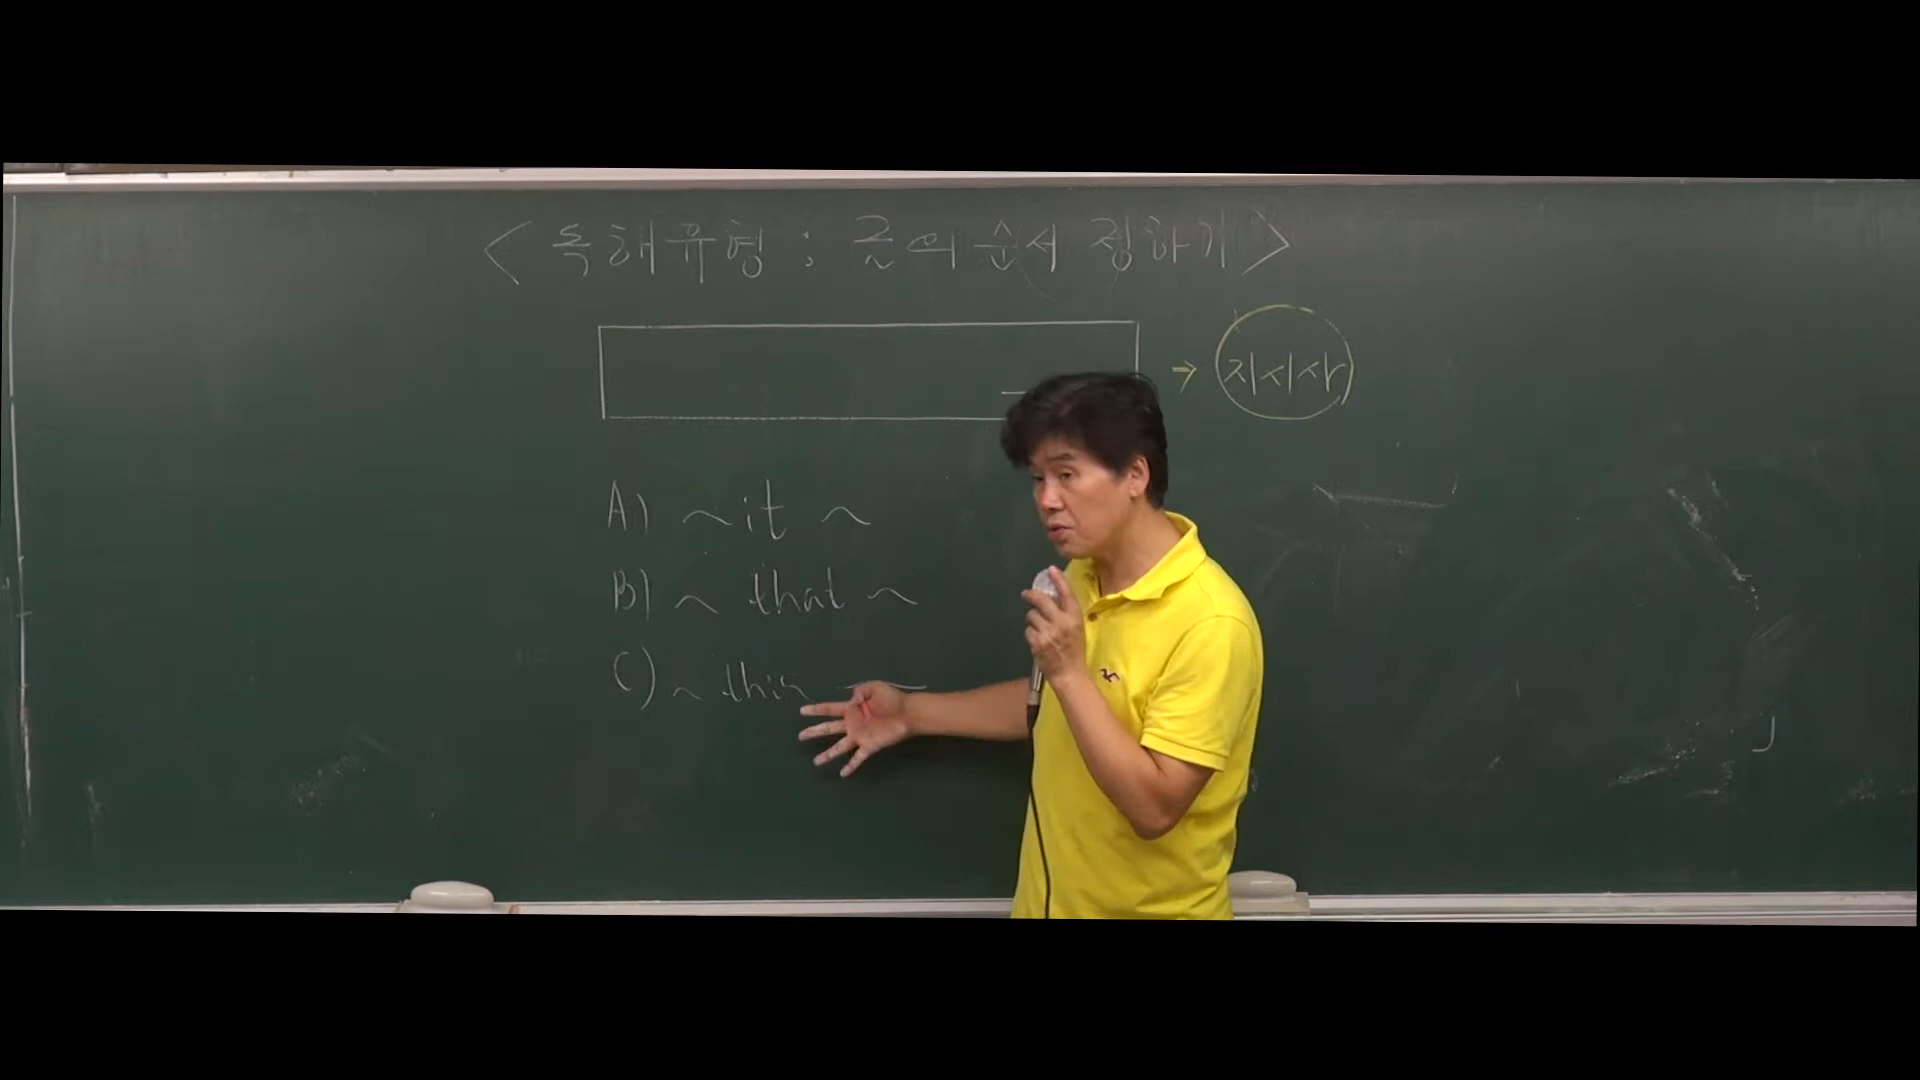 <독해유형 : 글의 순서 정하기>
→ 지시사
A) ~ it ~
B) ~ that ~
C) ~ this ~